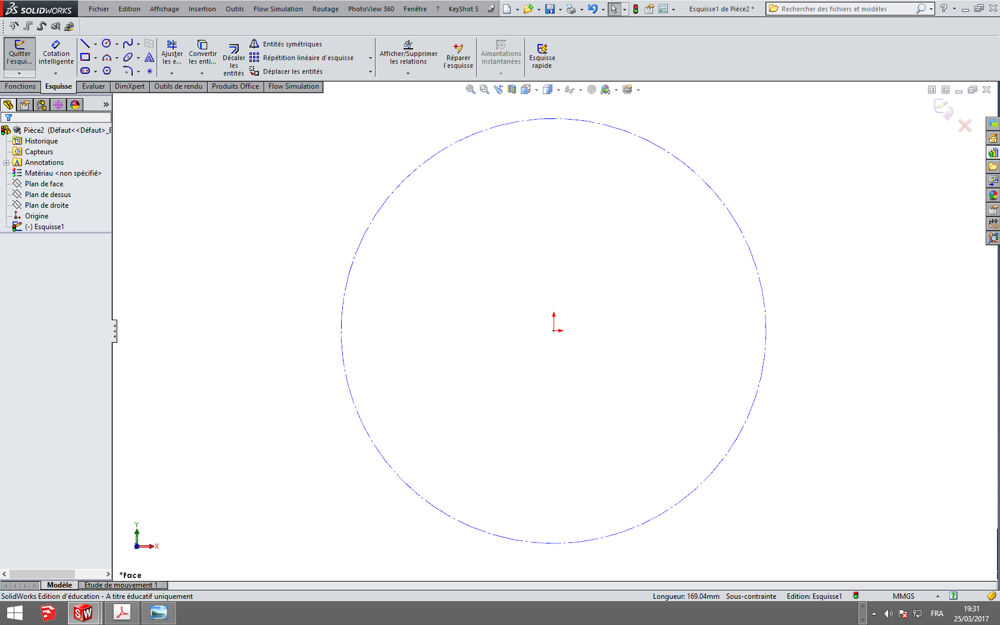 SOLIDWORKS Fichier Edition Affichage Insertion Outils Flow Simulation Routage PhotoView 360 Fenêtre ? KeyShot 5 Esquisse1 de Pièce2 * Rechercher des fichiers et modèles
Quitter l'esqui...
Cotation intelligente
Ajuster les e...
Convertir les enti...
Décaler les entités
Entités symétriques
Répétition linéaire d'esquisse
Déplacer les entités
Afficher/Supprimer les relations
Réparer l'esquisse
Aimantations instantanées
Esquisse rapide
Fonctions Esquisse Evaluer DimXpert Outils de rendu Produits Office Flow Simulation
Pièce2 (Défaut<<Défaut>_E
Historique
Capteurs
Annotations
Matériau <non spécifié>
Plan de face
Plan de dessus
Plan de droite
Origine
(-) Esquisse1
Y
X
*Face
Modèle Etude de mouvement 1
SolidWorks Edition d'éducation - A titre éducatif uniquement Longueur: 169.04mm Sous-contrainte Edition: Esquisse1 MMGS
FRA
19:31
25/03/2017